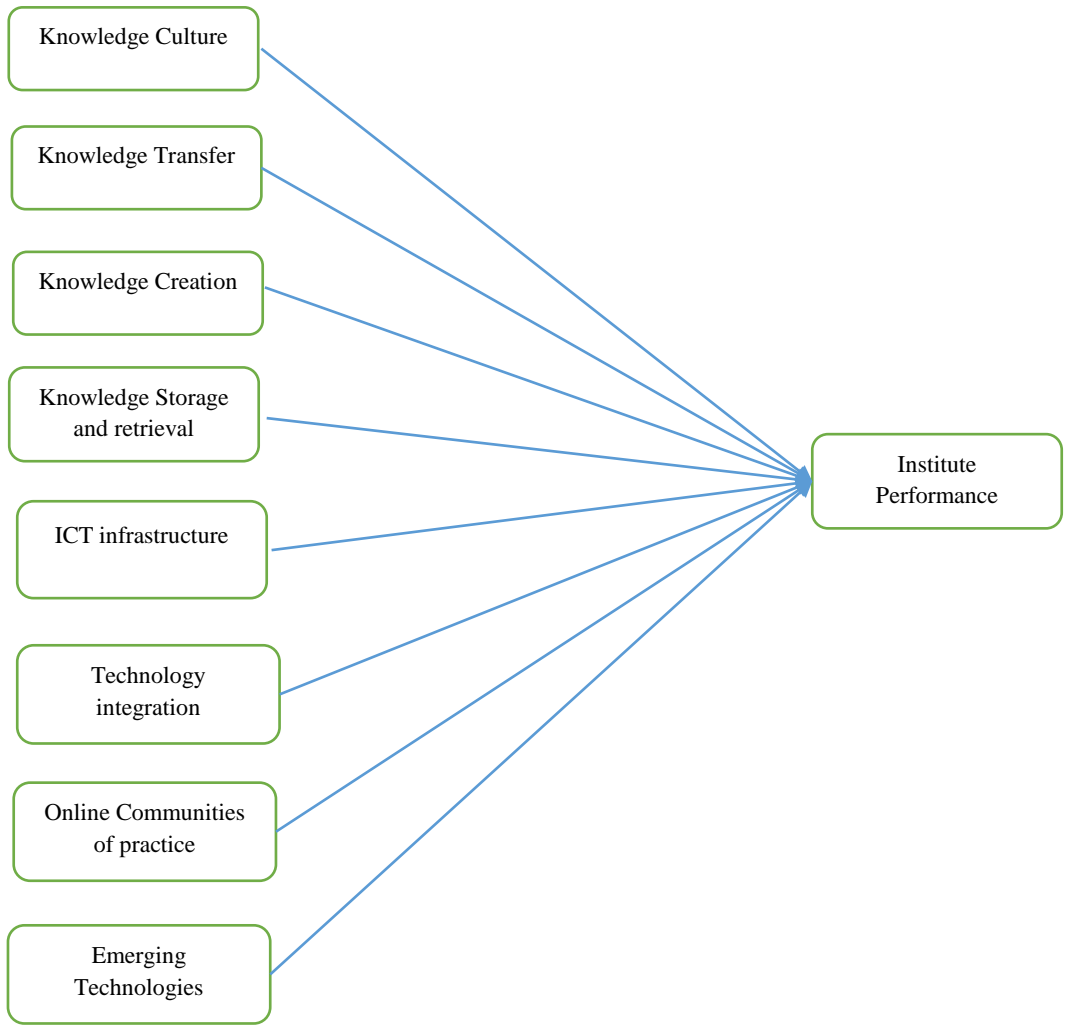 Knowledge Culture
Knowledge Transfer
Knowledge Creation
Knowledge Storage
and retrieval
ICT infrastructure
Technology
integration
Online Communities
of practice
Emerging
Technologies
Institute
Performance